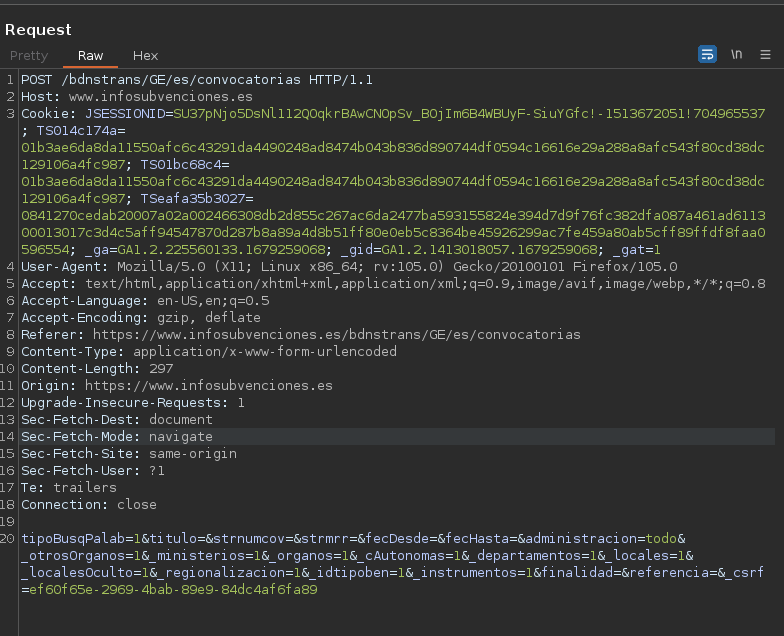 Request
Pretty Raw Hex \n
1 POST /bdnstrans/GE/es/convocatorias HTTP/1.1
2 Host: www.infosubvenciones.es
3 Cookie: JSESSIONID=SU37pNjo5DsNl112QOqkrBAwCNOpSv_BOjIm6B4WBUyF-SiuYGfc!-1513672051!704965537
; TS014c174a=
01b3ae6da8da11550afc6c43291da4490248ad8474b043b836d890744df0594c16616e29a288a8afc543f80cd38dc
129106a4fc987; TS01bc68c4=
01b3ae6da8da11550afc6c43291da4490248ad8474b043b836d890744df0594c16616e29a288a8afc543f80cd38dc
129106a4fc987; TSeafa35b3027=
0841270cedab20007a02a002466308db2d855c267ac6da2477ba593155824e394d7d9f76fc382dfa087a461ad6113
00013017c3d4c5aff94547870d287b8a89a4d8b51ff80e0eb5c8364be45926299ac7fe459a80ab5cff89ffdf8faa0
0596554; _ga=GA1.2.225560133.1679259068; _gid=GA1.2.1413018057.1679259068; _gat=1
4 User-Agent: Mozilla/5.0 (X11; Linux x86_64; rv:105.0) Gecko/20100101 Firefox/105.0
5 Accept: text/html,application/xhtml+xml,application/xml;q=0.9,image/avif,image/webp,*/*;q=0.8
6 Accept-Language: en-US,en;q=0.5
7 Accept-Encoding: gzip, deflate
8 Referer: https://www.infosubvenciones.es/bdnstrans/GE/es/convocatorias
9 Content-Type: application/x-www-form-urlencoded
10 Content-Length: 297
11 Origin: https://www.infosubvenciones.es
12 Upgrade-Insecure-Requests: 1
13 Sec-Fetch-Dest: document
14 Sec-Fetch-Mode: navigate
15 Sec-Fetch-Site: same-origin
16 Sec-Fetch-User: ?1
17 Te: trailers
18 Connection: close
19
20 tipoBusqPalab=1&titulo=&strnumcov=&strmrr=&fecDesde=&fecHasta=&administracion=todo&
_otrosOrganos=1&_ministerios=1&_organos=1&_cAutonomas=1&_departamentos=1&_locales=1&
_localesOculto=1&_regionalizacion=1&_idtipoben=1&_instrumentos=1&finalidad=&referencia=&_csrf
=ef60f65e-2969-4bab-89e9-84dc4af6fa89